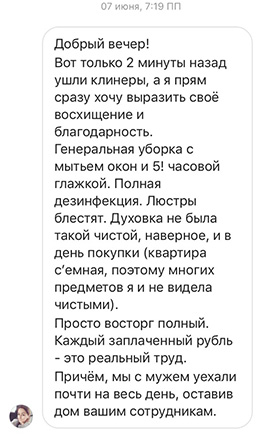 07 июня, 7:19 ПП
Добрый вечер!
Вот только 2 минуты назад
ушли клинеры, а я прям
сразу хочу выразить своё
восхищение и
благодарность.
Генеральная уборка с
мытьем окон и 5! часовой
глажкой. Полная
дезинфекция. Люстры
блестят. Духовка не была
такой чистой, наверное, и в
день покупки (квартира
с’емная, поэтому многих
предметов я и не видела
чистыми).
Просто восторг полный.
Каждый заплаченный рубль
- это реальный труд.
Причём, мы с мужем уехали
почти на весь день, оставив
дом вашим сотрудникам.